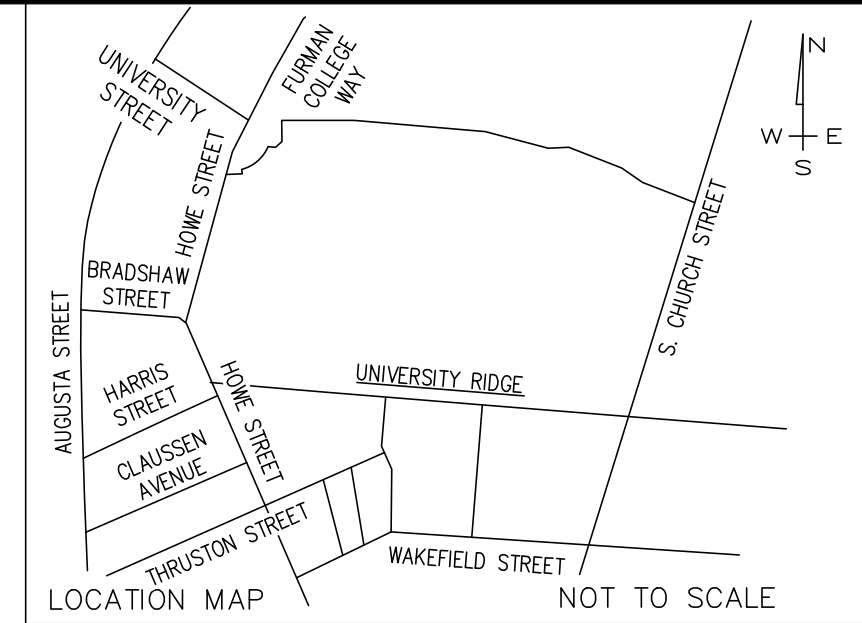 UNIVERSITY
STREET
FURMAN
COLLEGE
WAY
N
W E
S
HOWE STREET
BRADSHAW
STREET
S. CHURCH STREET
AUGUSTA STREET
HARRIS
STREET
HOWE STREET
UNIVERSITY RIDGE
CLAUSSEN
AVENUE
THRUSTON STREET
WAKEFIELD STREET
LOCATION MAP
NOT TO SCALE